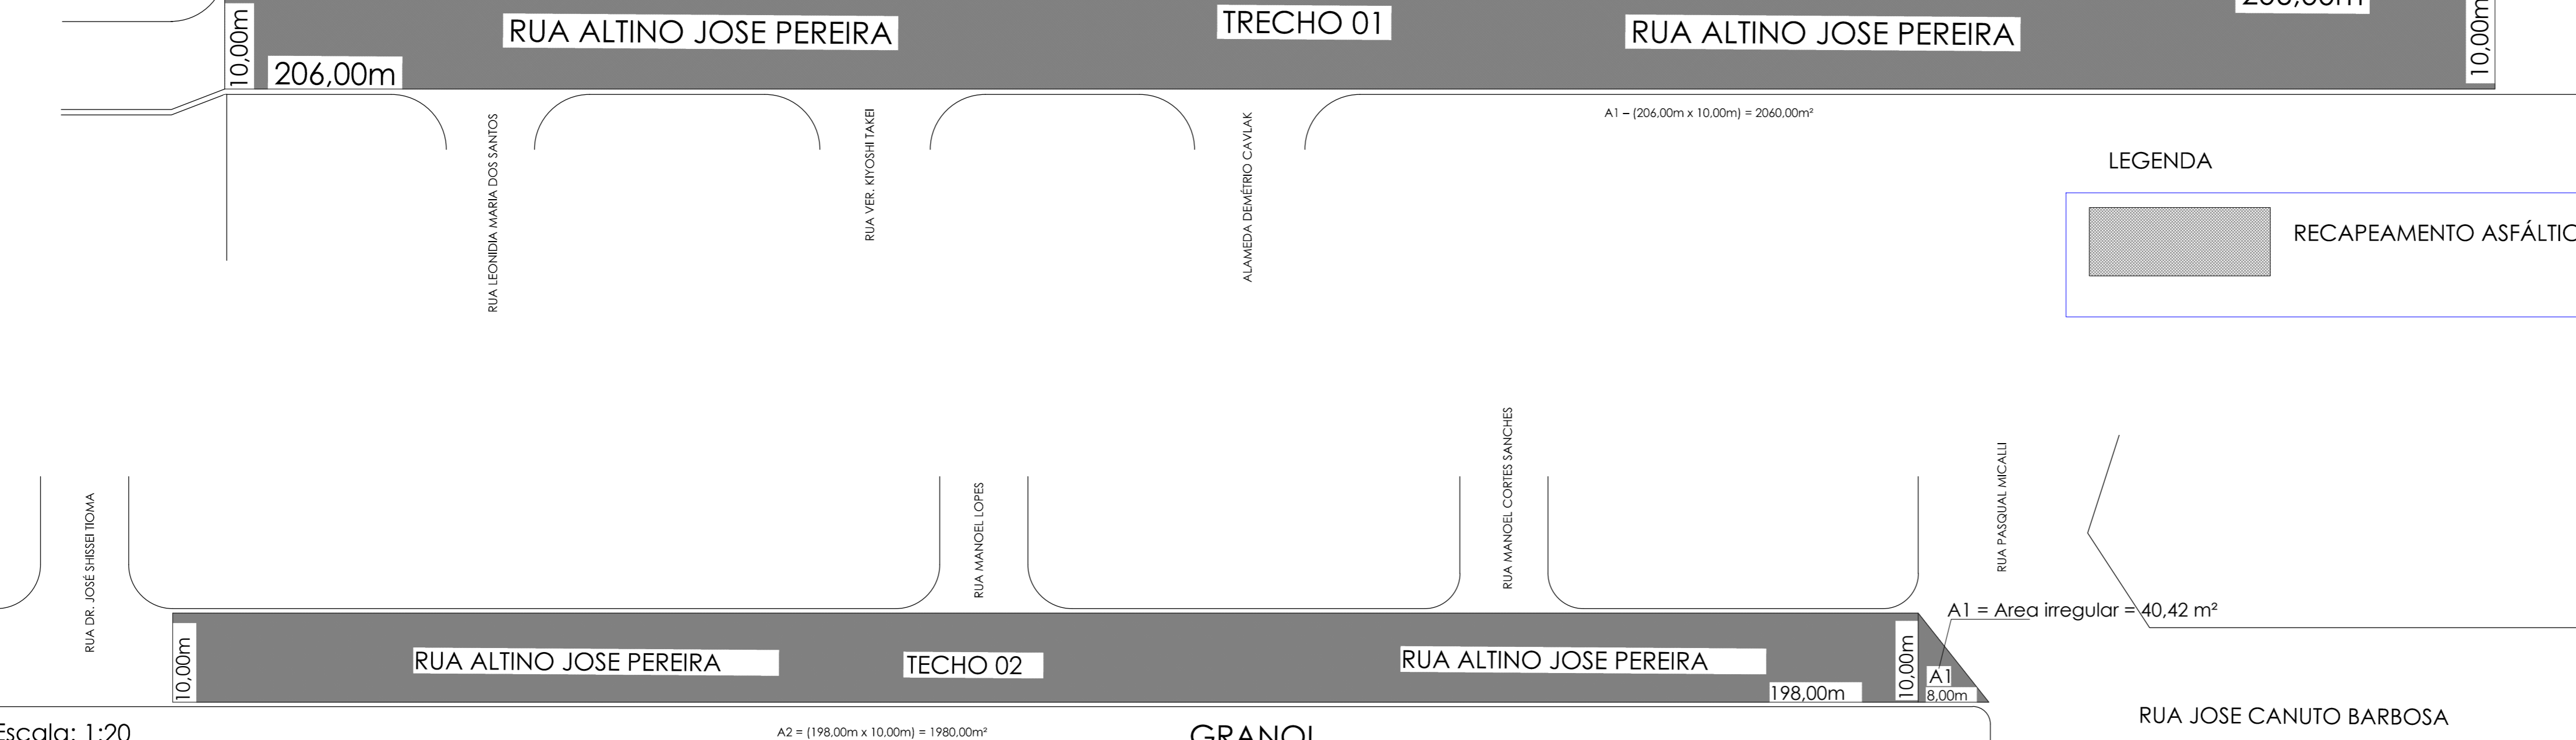 10,00m
RUA ALTINO JOSE PEREIRA
TRECHO 01
RUA ALTINO JOSE PEREIRA
10,00m
206,00m
A1 – (206,00m x 10,00m) = 2060,00m²
RUA LEONIDIA MARIA DOS SANTOS
RUA VER. KIYOSHI TAKEI
ALAMEDA DEMÉTRIO CAVLAK
LEGENDA
RECAPEAMENTO ASFÁLTIC
RUA DR. JOSÉ SHISSEI TIOMA
RUA MANOEL LOPES
RUA MANOEL CORTES SANCHES
RUA PASQUAL MICALLI
A1 = Area irregular = 40,42 m²
10,00m
RUA ALTINO JOSE PEREIRA
TECHO 02
RUA ALTINO JOSE PEREIRA
198,00m
10,00m
A1
8,00m
RUA JOSE CANUTO BARBOSA
Escala: 1:20
A2 = (198,00m x 10,00m) = 1980,00m²
GRANOL